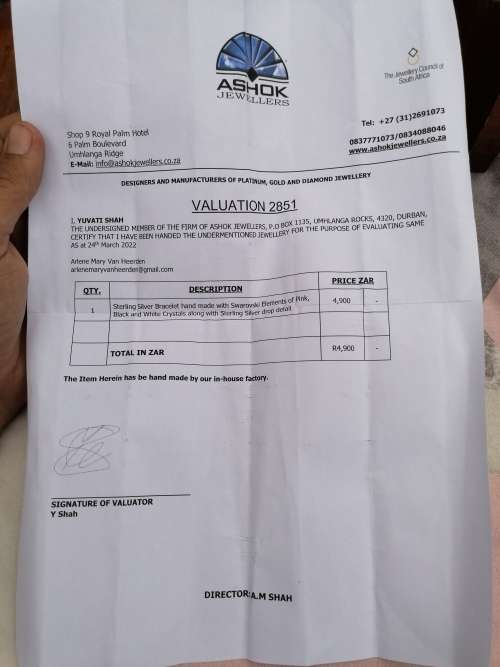 ASHOK
JEWELLERS
The Jewellery Council of
South Africa
Shop 9 Royal Palm Hotel
6 Palm Boulevard
Umhlanga Ridge
E-Mail: info@ashokjewellers.co.za
Tel: +27 (31)2691073
0837771073/0834088046
www.ashokjewellers.co.za
DESIGNERS AND MANUFACTURERS OF PLATINUM, GOLD AND DIAMOND JEWELLERY
VALUATION 2851
I, YUVATI SHAH
THE UNDERSIGNED MEMBER OF THE FIRM OF ASHOK JEWELLERS, P.O BOX 1135, UMHLANGA ROCKS, 4320, DURBAN,
CERTIFY THAT I HAVE BEEN HANDED THE UNDERMENTIONED JEWELLERY FOR THE PURPOSE OF EVALUATING SAME
AS at 24th March 2022
Arlene Mary Van Heerden
arlenemaryvanheerden@gmail.com
QTY. DESCRIPTION PRICE ZAR
1 Sterling Silver Bracelet hand made with Swarovski Elements of Pink, 4,900 -
Black and White Crystals along with Sterling Silver drop detail
TOTAL IN ZAR R4,900 -
The Item Herein has be hand made by our in-house factory.
SIGNATURE OF VALUATOR
Y Shah
DIRECTOR:A.M SHAH